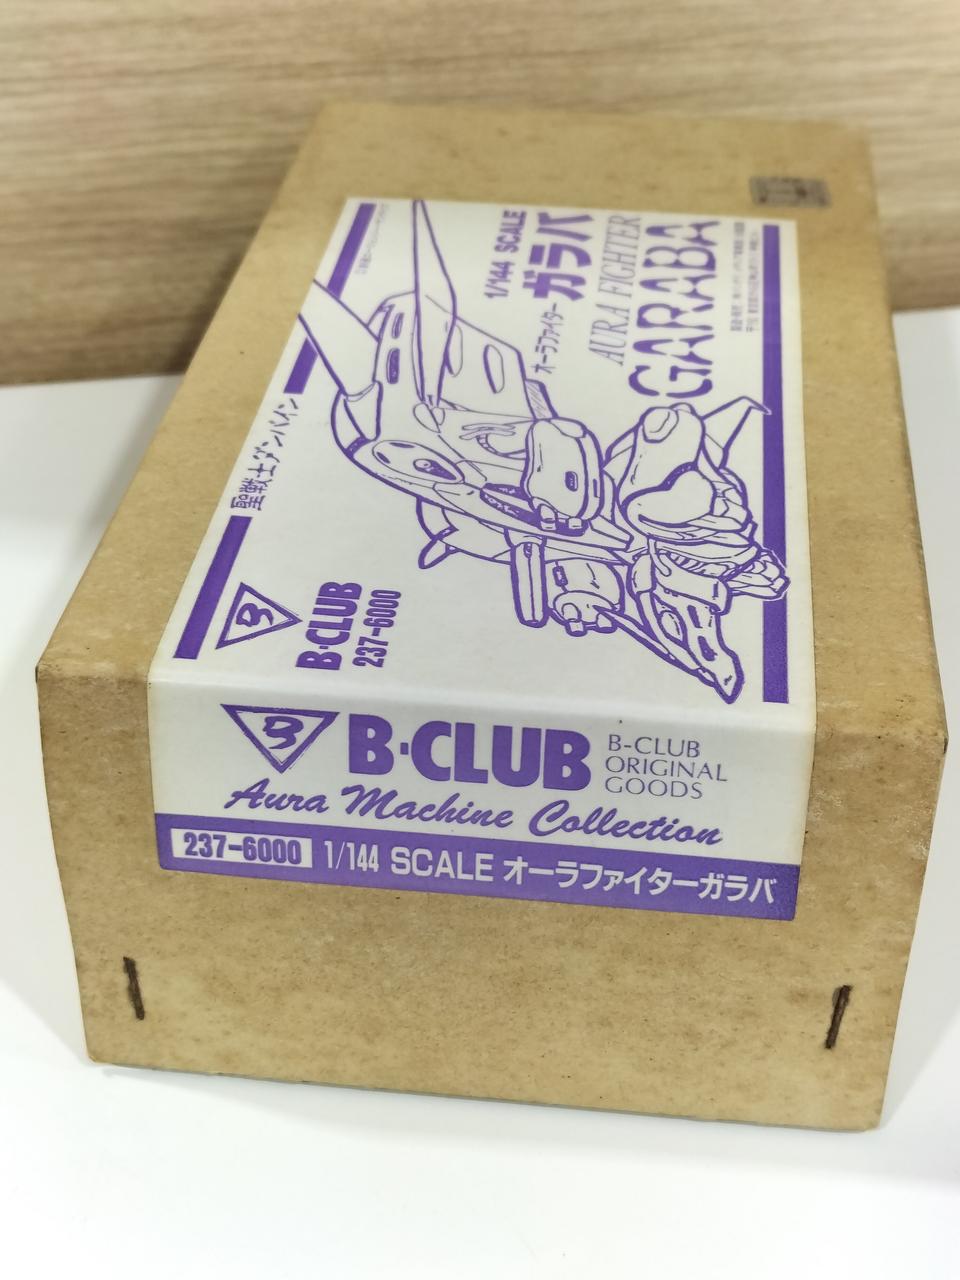 1/144 SCALE
オーラファイター ガラバ
AURA FIGHTER
GARABA
聖戦士ダンバイン
B-CLUB
237-6000
B·CLUB
B-CLUB
ORIGINAL
GOODS
Aura Machine Collection
237-6000 1/144 SCALE オーラファイターガラバ